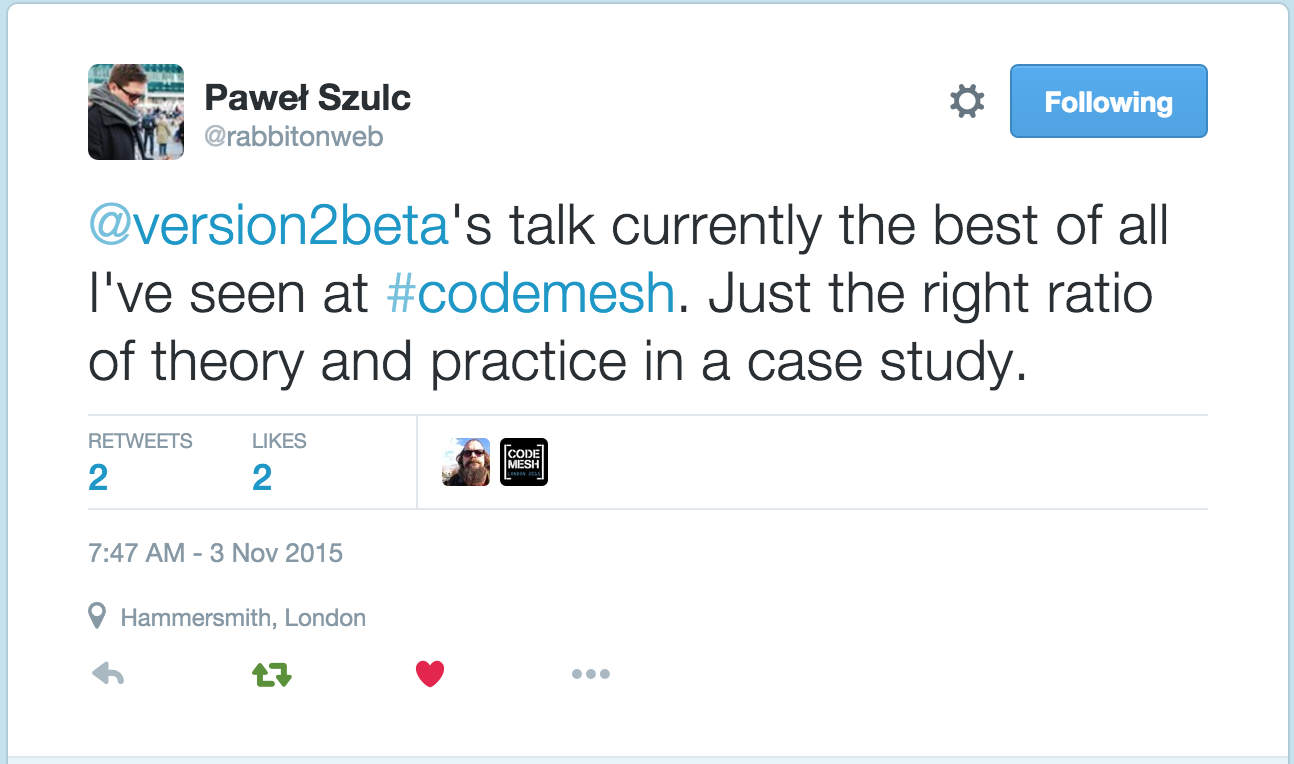 Paweł Szulc
@rabbitonweb
Following
@version2beta's talk currently the best of all
I've seen at #codemesh. Just the right ratio
of theory and practice in a case study.
RETWEETS
2
LIKES
2
CODE
MESH
LONDON 2015
7:47 AM - 3 Nov 2015
Hammersmith, London